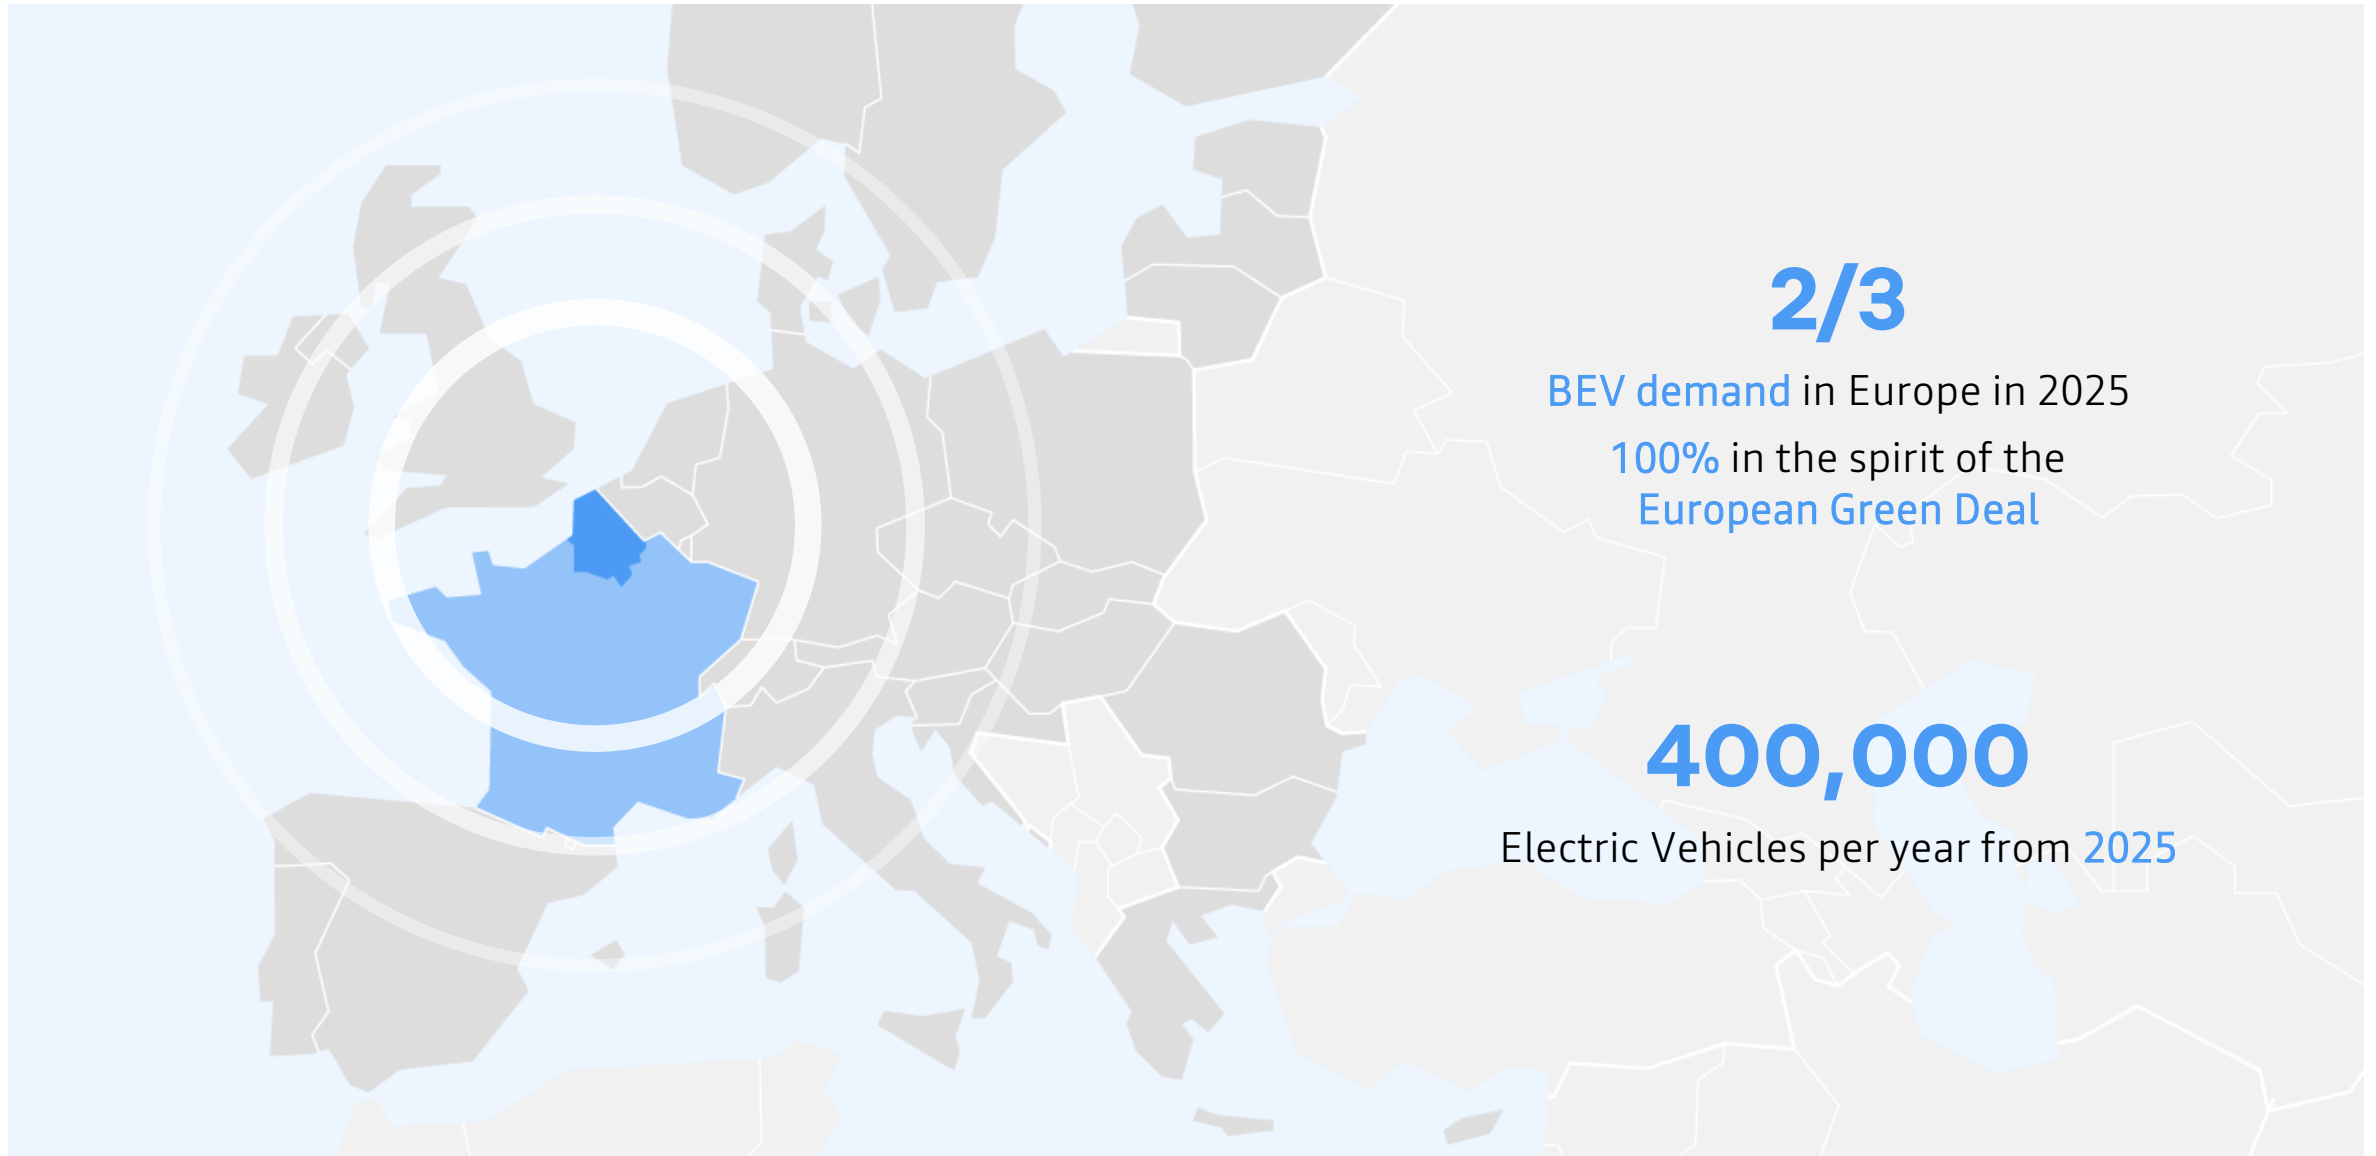 2/3
BEV demand in Europe in 2025
100% in the spirit of the
European Green Deal
400,000
Electric Vehicles per year from 2025